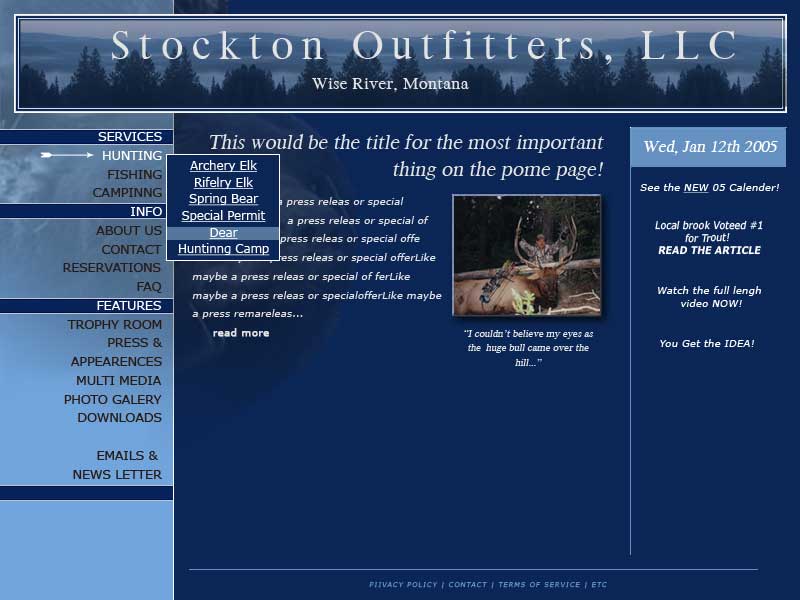 Stockton Outfitters, LLC
Wise River, Montana
SERVICES
HUNTING
FISHING
CAMPINNG
INFO
ABOUT US
CONTACT
RESERVATIONS
FAQ
FEATURES
TROPHY ROOM
PRESS &
APPEARENCES
MULTI MEDIA
PHOTO GALERY
DOWNLOADS
EMAILS &
NEWS LETTER
Archery Elk
Rifelry Elk
Spring Bear
Special Permit
Dear
Huntinng Camp
This would be the title for the most important
thing on the pome page!
a press releas or special
a press releas or special of
press releas or special offe
press releas or special offerLike
maybe a press releas or special of ferLike
maybe a press releas or specialofferLike maybe
a press remareleas...
read more
“I couldn’t believe my eyes as
the huge bull came over the
hill...”
Wed, Jan 12th 2005
See the NEW 05 Calender!
Local brook Voteed #1
for Trout!
READ THE ARTICLE
Watch the full lengh
video NOW!
You Get the IDEA!
PIIVACY POLICY | CONTACT | TERMS OF SERVICE | ETC